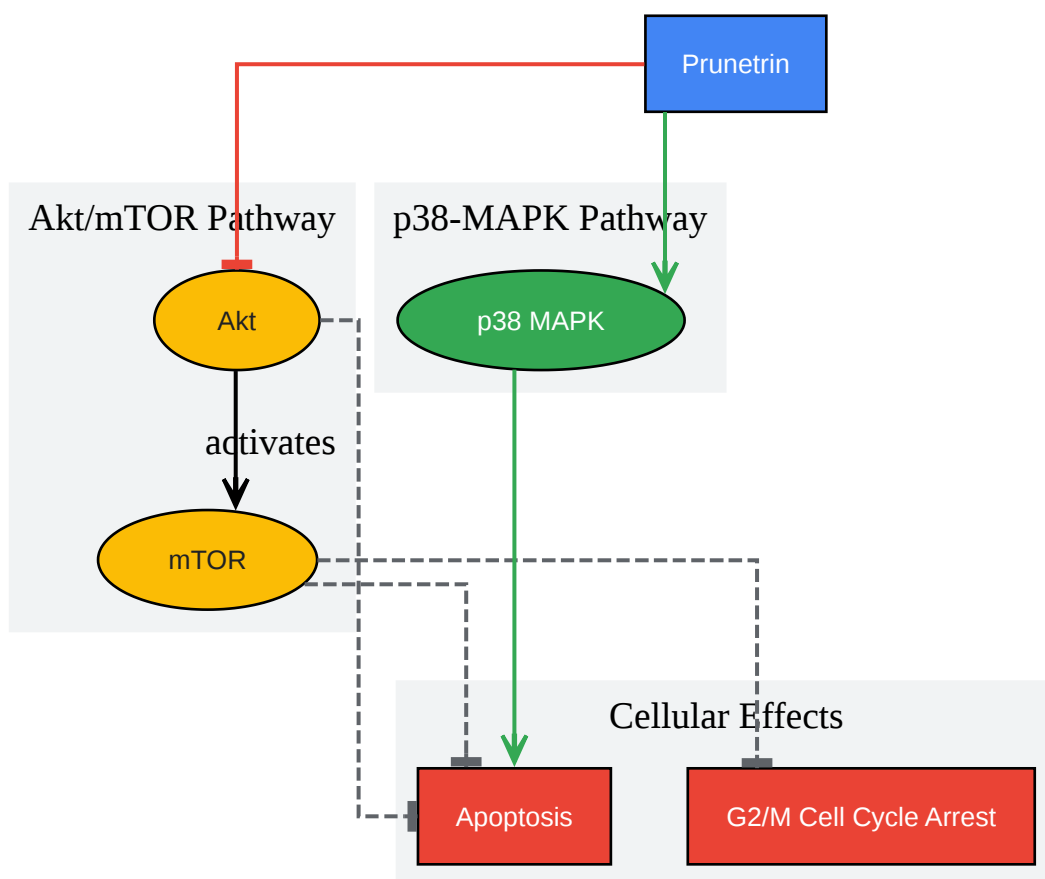 Prunetrin
Akt/mTOR Pathway
p38-MAPK Pathway
Akt
p38 MAPK
activates
mTOR
Cellular Effects
Apoptosis
G2/M Cell Cycle Arrest